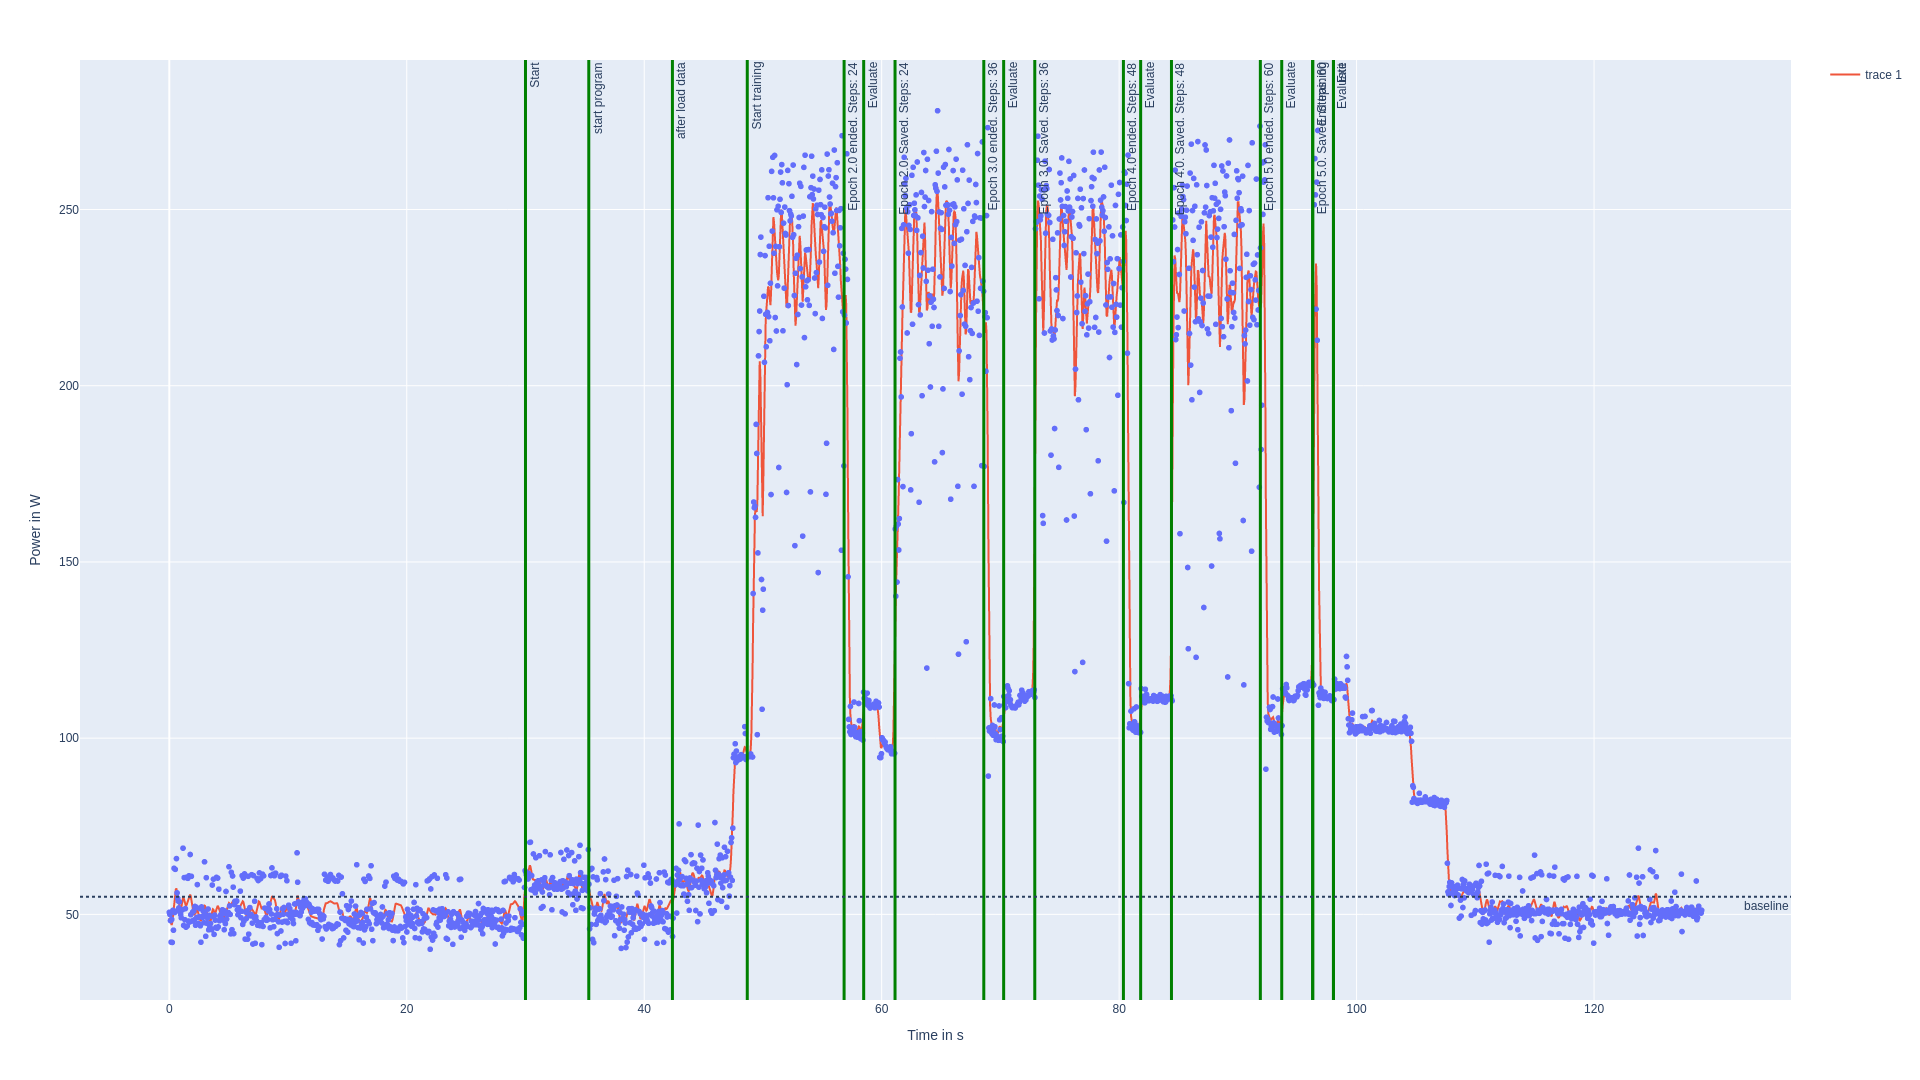 Start
start program
after load data
Start training
Epoch 2.0 ended. Steps: 24
Evaluate
Epoch 2.0. Saved. Steps: 24
Epoch 3.0 ended. Steps: 36
Evaluate
Epoch 3.0. Saved. Steps: 36
Epoch 4.0 ended. Steps: 48
Evaluate
Epoch 4.0. Saved. Steps: 48
Epoch 5.0 ended. Steps: 60
Evaluate
Epoch 5.0. Saved. Steps: 60
Evaluate
trace 1
250
200
150
100
50
Power in W
baseline
0
20
40
60
80
100
120
Time in s